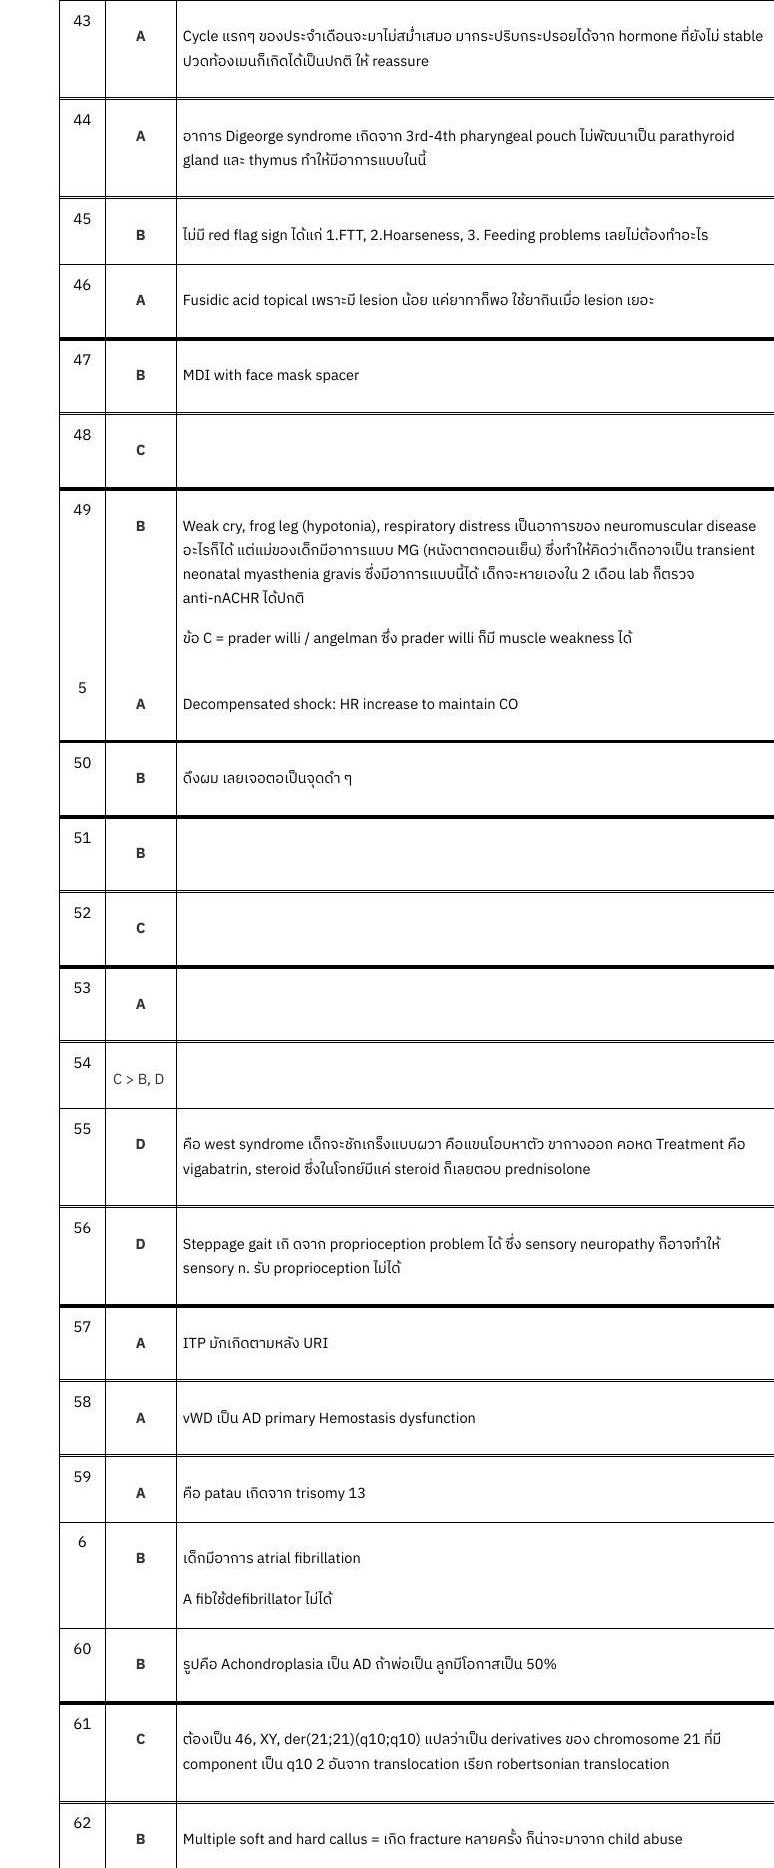 43
A
Cycle แรกๆ ของประจำเดือนจะมาไม่สม่ำเสมอ มากระปริบกระปรอยได้จาก hormone ที่ยังไม่ stable
ปวดท้องเมนก็เกิดได้เป็นปกติ ให้ reassure
44
A
อาการ Digeorge syndrome เกิดจาก 3rd-4th pharyngeal pouch ไม่พัฒนาเป็น parathyroid
gland และ thymus ทำให้มีอาการแบบในนี้
45
B
ไม่มี red flag sign ได้แก่ 1.FTT, 2.Hoarseness, 3. Feeding problems เลยไม่ต้องทำอะไร
46
A
Fusidic acid topical เพราะมี lesion น้อย แค่ยาทาก็พอ ใช้ยากินเมื่อ lesion เยอะ
47
B
MDI with face mask spacer
48
C
49
B
Weak cry, frog leg (hypotonia), respiratory distress เป็นอาการของ neuromuscular disease
อะไรก็ได้ แต่แม่ของเด็กมีอาการแบบ MG (หนังตาตกตอนเย็น) ซึ่งทำให้คิดว่าเด็กอาจเป็น transient
neonatal myasthenia gravis ซึ่งมีอาการแบบนี้ได้ เด็กจะหายเองใน 2 เดือน lab ก็ตรวจ
anti-nACHR ได้ปกติ
ข้อ C = prader willi / angelman ซึ่ง prader willi ก็มี muscle weakness ได้
5
A
Decompensated shock: HR increase to maintain CO
50
B
ดึงผม เลยเจอตอเป็นจุดดำ ๆ
51
B
52
C
53
A
54
C > B, D
55
D
คือ west syndrome เด็กจะชักเกร็งแบบผวา คือแขนโอบหาตัว ขากางออก คอหด Treatment คือ
vigabatrin, steroid ซึ่งในโจทย์มีแค่ steroid ก็เลยตอบ prednisolone
56
D
Steppage gait เกิ ดจาก proprioception problem ได้ ซึ่ง sensory neuropathy ก็อาจทำให้
sensory n. รับ proprioception ไม่ได้
57
A
ITP มักเกิดตามหลัง URI
58
A
vWD เป็น AD primary Hemostasis dysfunction
59
A
คือ patau เกิดจาก trisomy 13
6
B
เด็กมีอาการ atrial fibrillation
A fibใช้defibrillator ไม่ได้
60
B
รูปคือ Achondroplasia เป็น AD ถ้าพ่อเป็น ลูกมีโอกาสเป็น 50%
61
C
ต้องเป็น 46, XY, der(21;21)(q10;q10) แปลว่าเป็น derivatives ของ chromosome 21 ที่มี
component เป็น q10 2 อันจาก translocation เรียก robertsonian translocation
62
B
Multiple soft and hard callus = เกิด fracture หลายครั้ง ก็น่าจะมาจาก child abuse